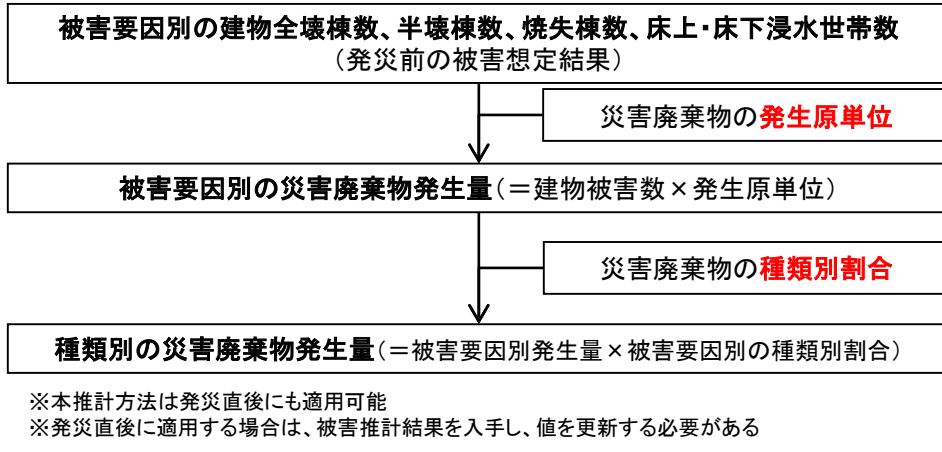 被害要因別の建物全壊棟数、半壊棟数、焼失棟数、床上・床下浸水世帯数
（発災前の被害想定結果）
災害廃棄物の発生原単位
被害要因別の災害廃棄物発生量（＝建物被害数×発生原単位）
災害廃棄物の種類別割合
種類別の災害廃棄物発生量（＝被害要因別発生量×被害要因別の種類別割合）
※本推計方法は発災直後にも適用可能
※発災直後に適用する場合は、被害推計結果を入手し、値を更新する必要がある